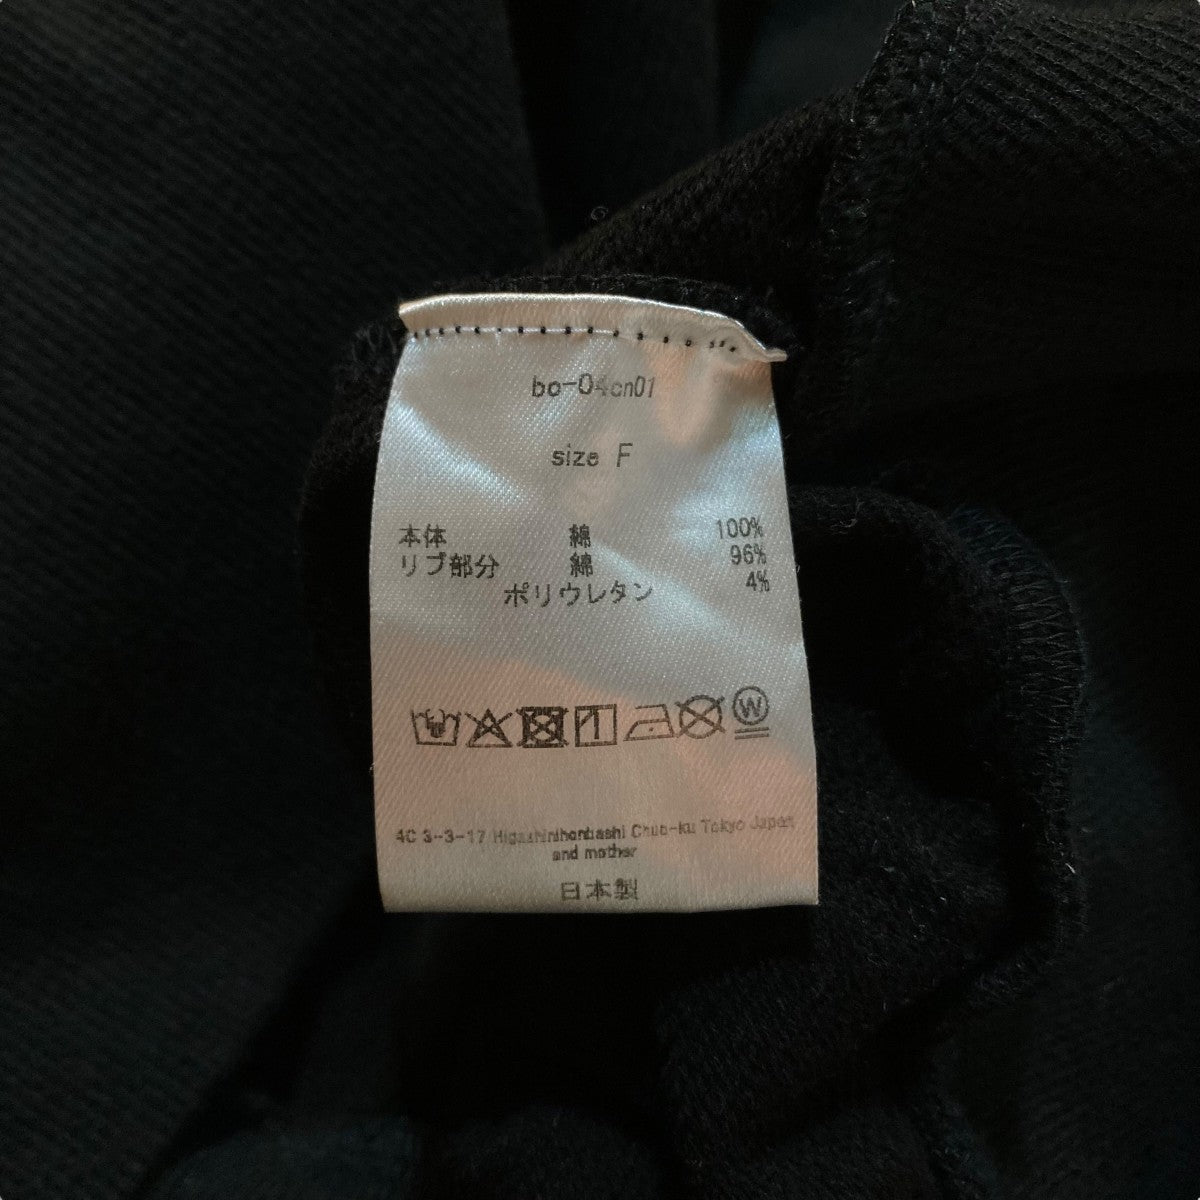 bo-04cn01
size F
本体 綿 100%
リブ部分 綿 96%
ポリウレタン 4%
W
4C 3-3-17 Higashinihonbashi Chuo-ku Tokyo Japan
and mother
日本製